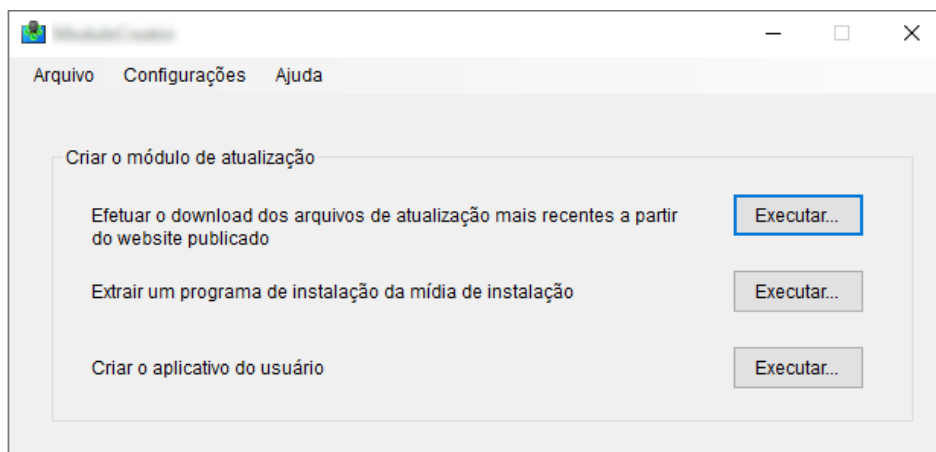 Arquivo Configurações Ajuda
Criar o módulo de atualização
Efetuar o download dos arquivos de atualização mais recentes a partir
do website publicado
Executar...
Extrair um programa de instalação da mídia de instalação
Executar...
Criar o aplicativo do usuário
Executar...